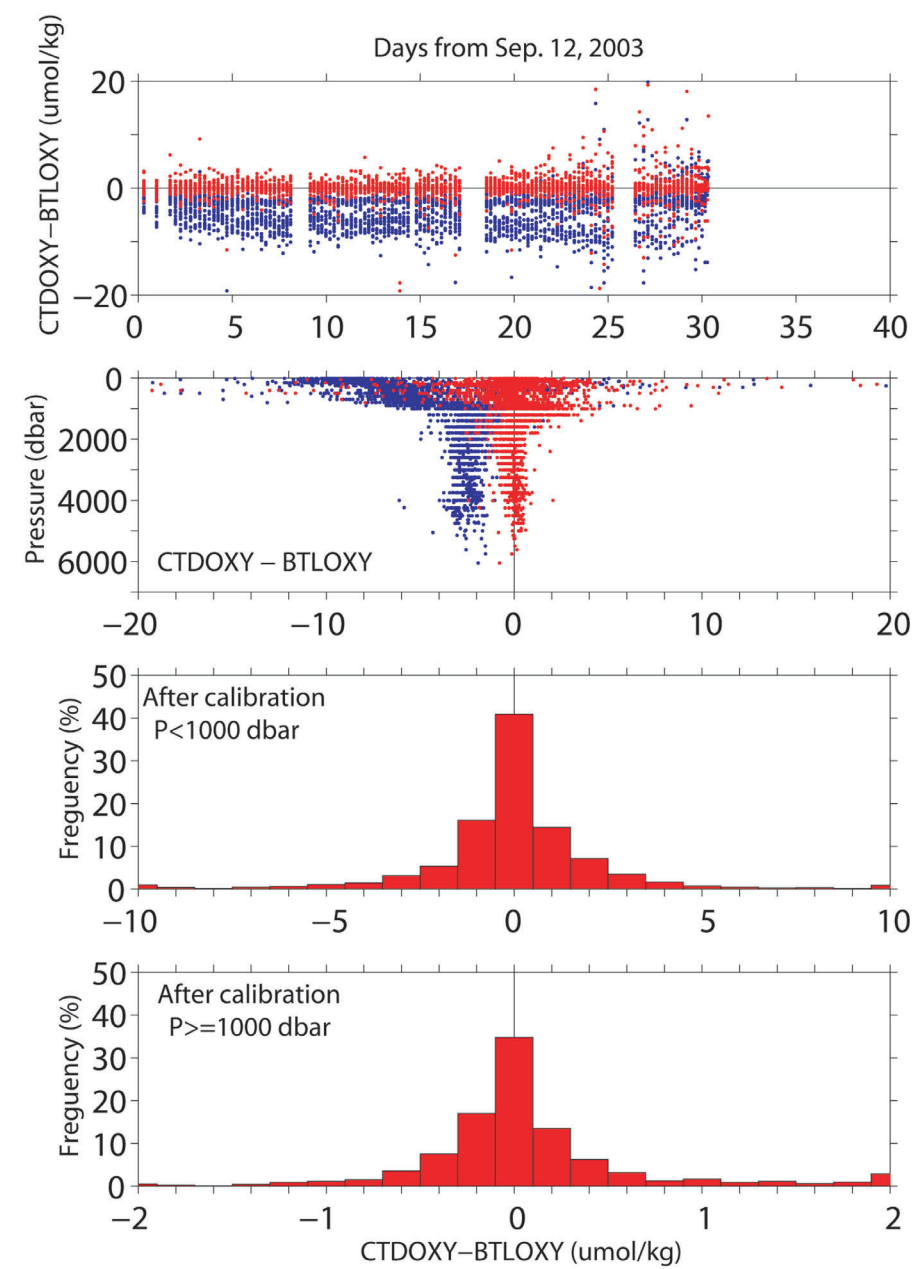 Days from Sep. 12, 2003
CTDOXY−BTLOXY (umol/kg)
20
0
−20
0 5 10 15 20 25 30 35 40
Pressure (dbar)
0
2000
4000
6000
CTDOXY − BTLOXY
−20 −10 0 10 20
Freguency (%)
50
40
30
20
10
0
After calibration
P<1000 dbar
−10 −5 0 5 10
Freguency (%)
50
40
30
20
10
0
After calibration
P>=1000 dbar
−2 −1 0 1 2
CTDOXY−BTLOXY (umol/kg)